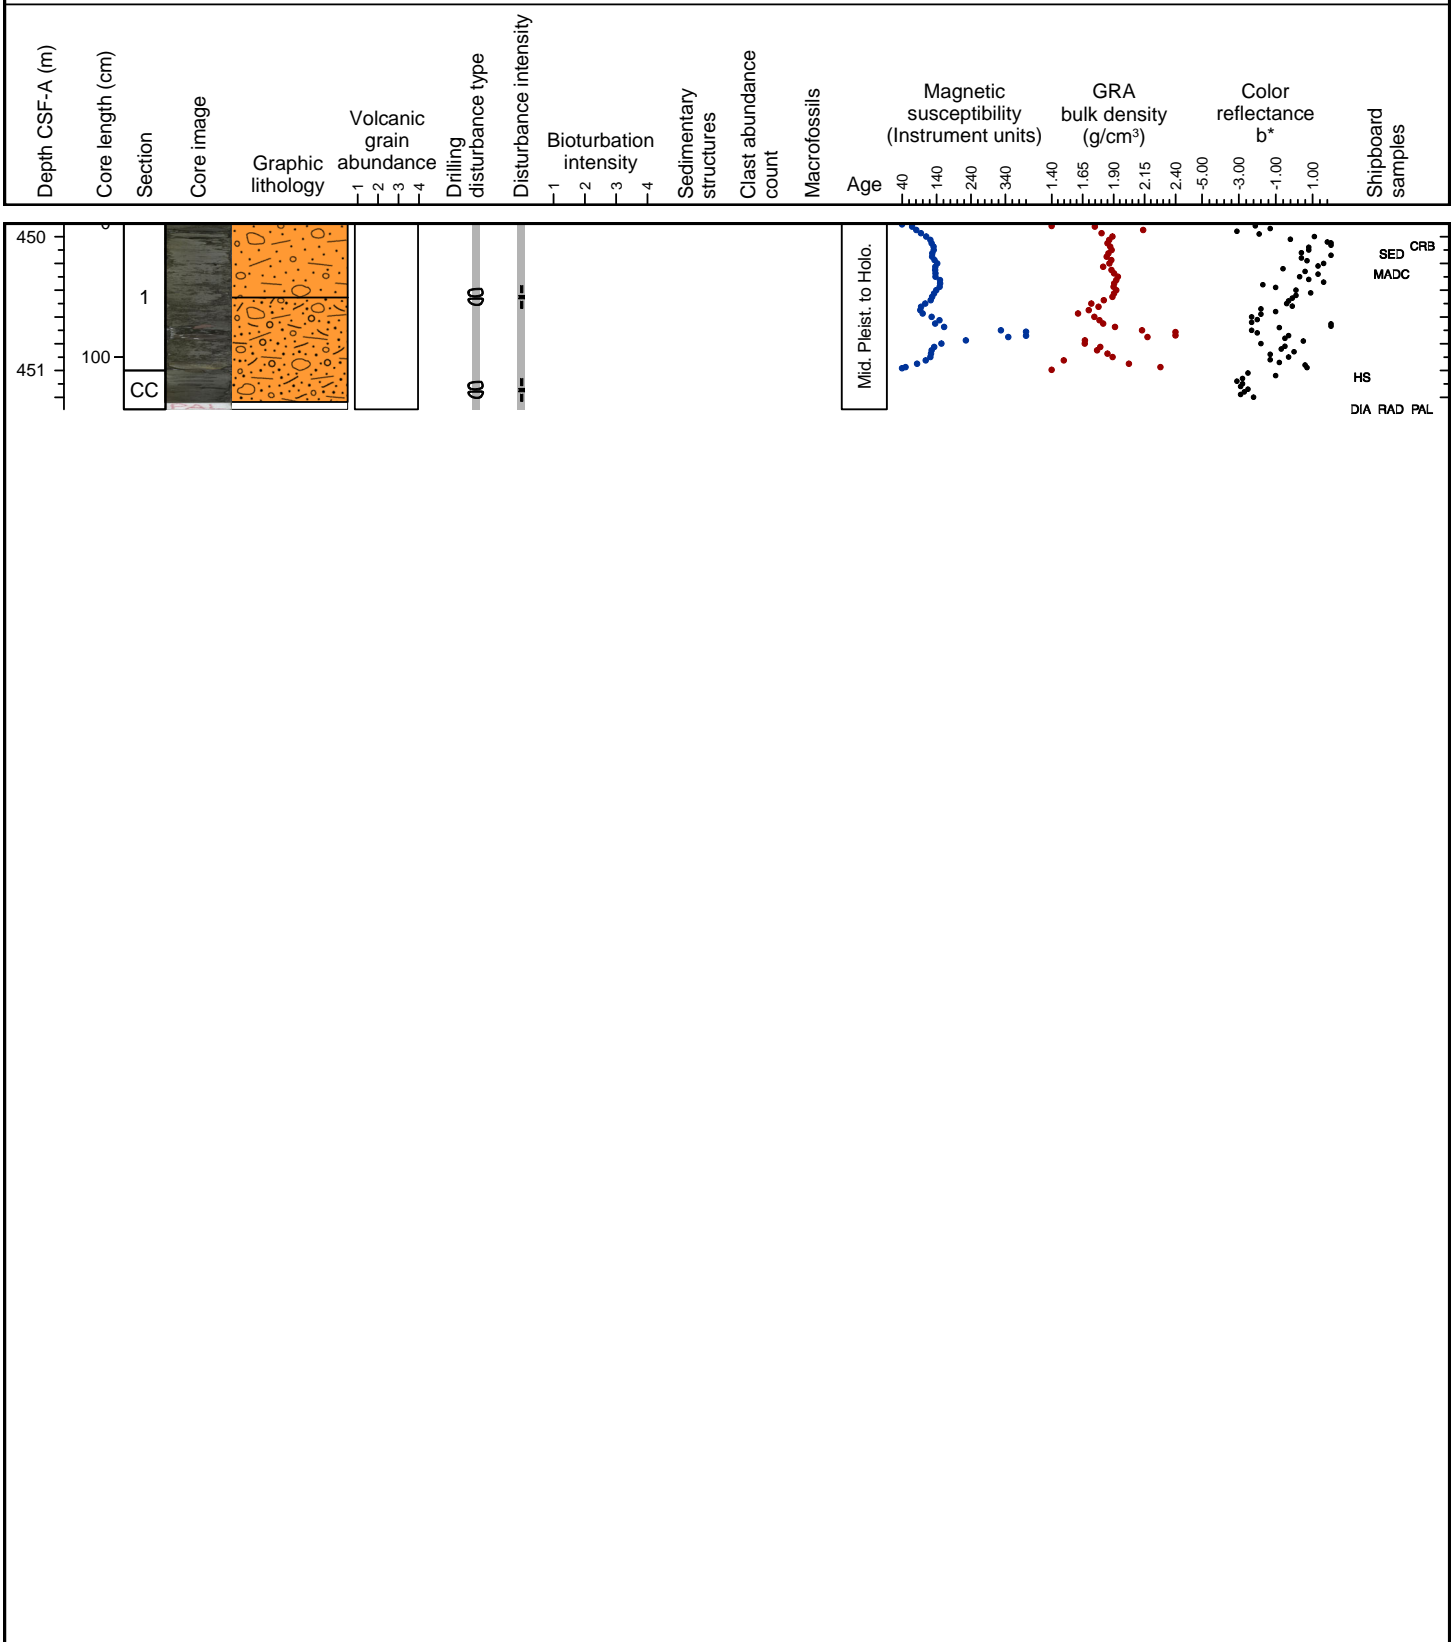 Depth CSF-A (m)
Core length (cm)
Section
Core image
Graphic
lithology
Volcanic
grain
abundance
1 2 3 4
Drilling
disturbance type
Disturbance intensity
Bioturbation
intensity
1 2 3 4
Sedimentary
structures
Clast abundance
count
Macrofossils
Age
Magnetic
susceptibility
(Instrument units)
40 140 240 340
GRA
bulk density
(g/cm³)
1.40 1.65 1.90 2.15 2.40
Color
reflectance
b*
-5.00 -3.00 -1.00 1.00
Shipboard
samples
450
451
0
100
1
CC
PAL
Mid. Pleist. to Holo.
CRB
SED
MADC
HS
DIA RAD PAL